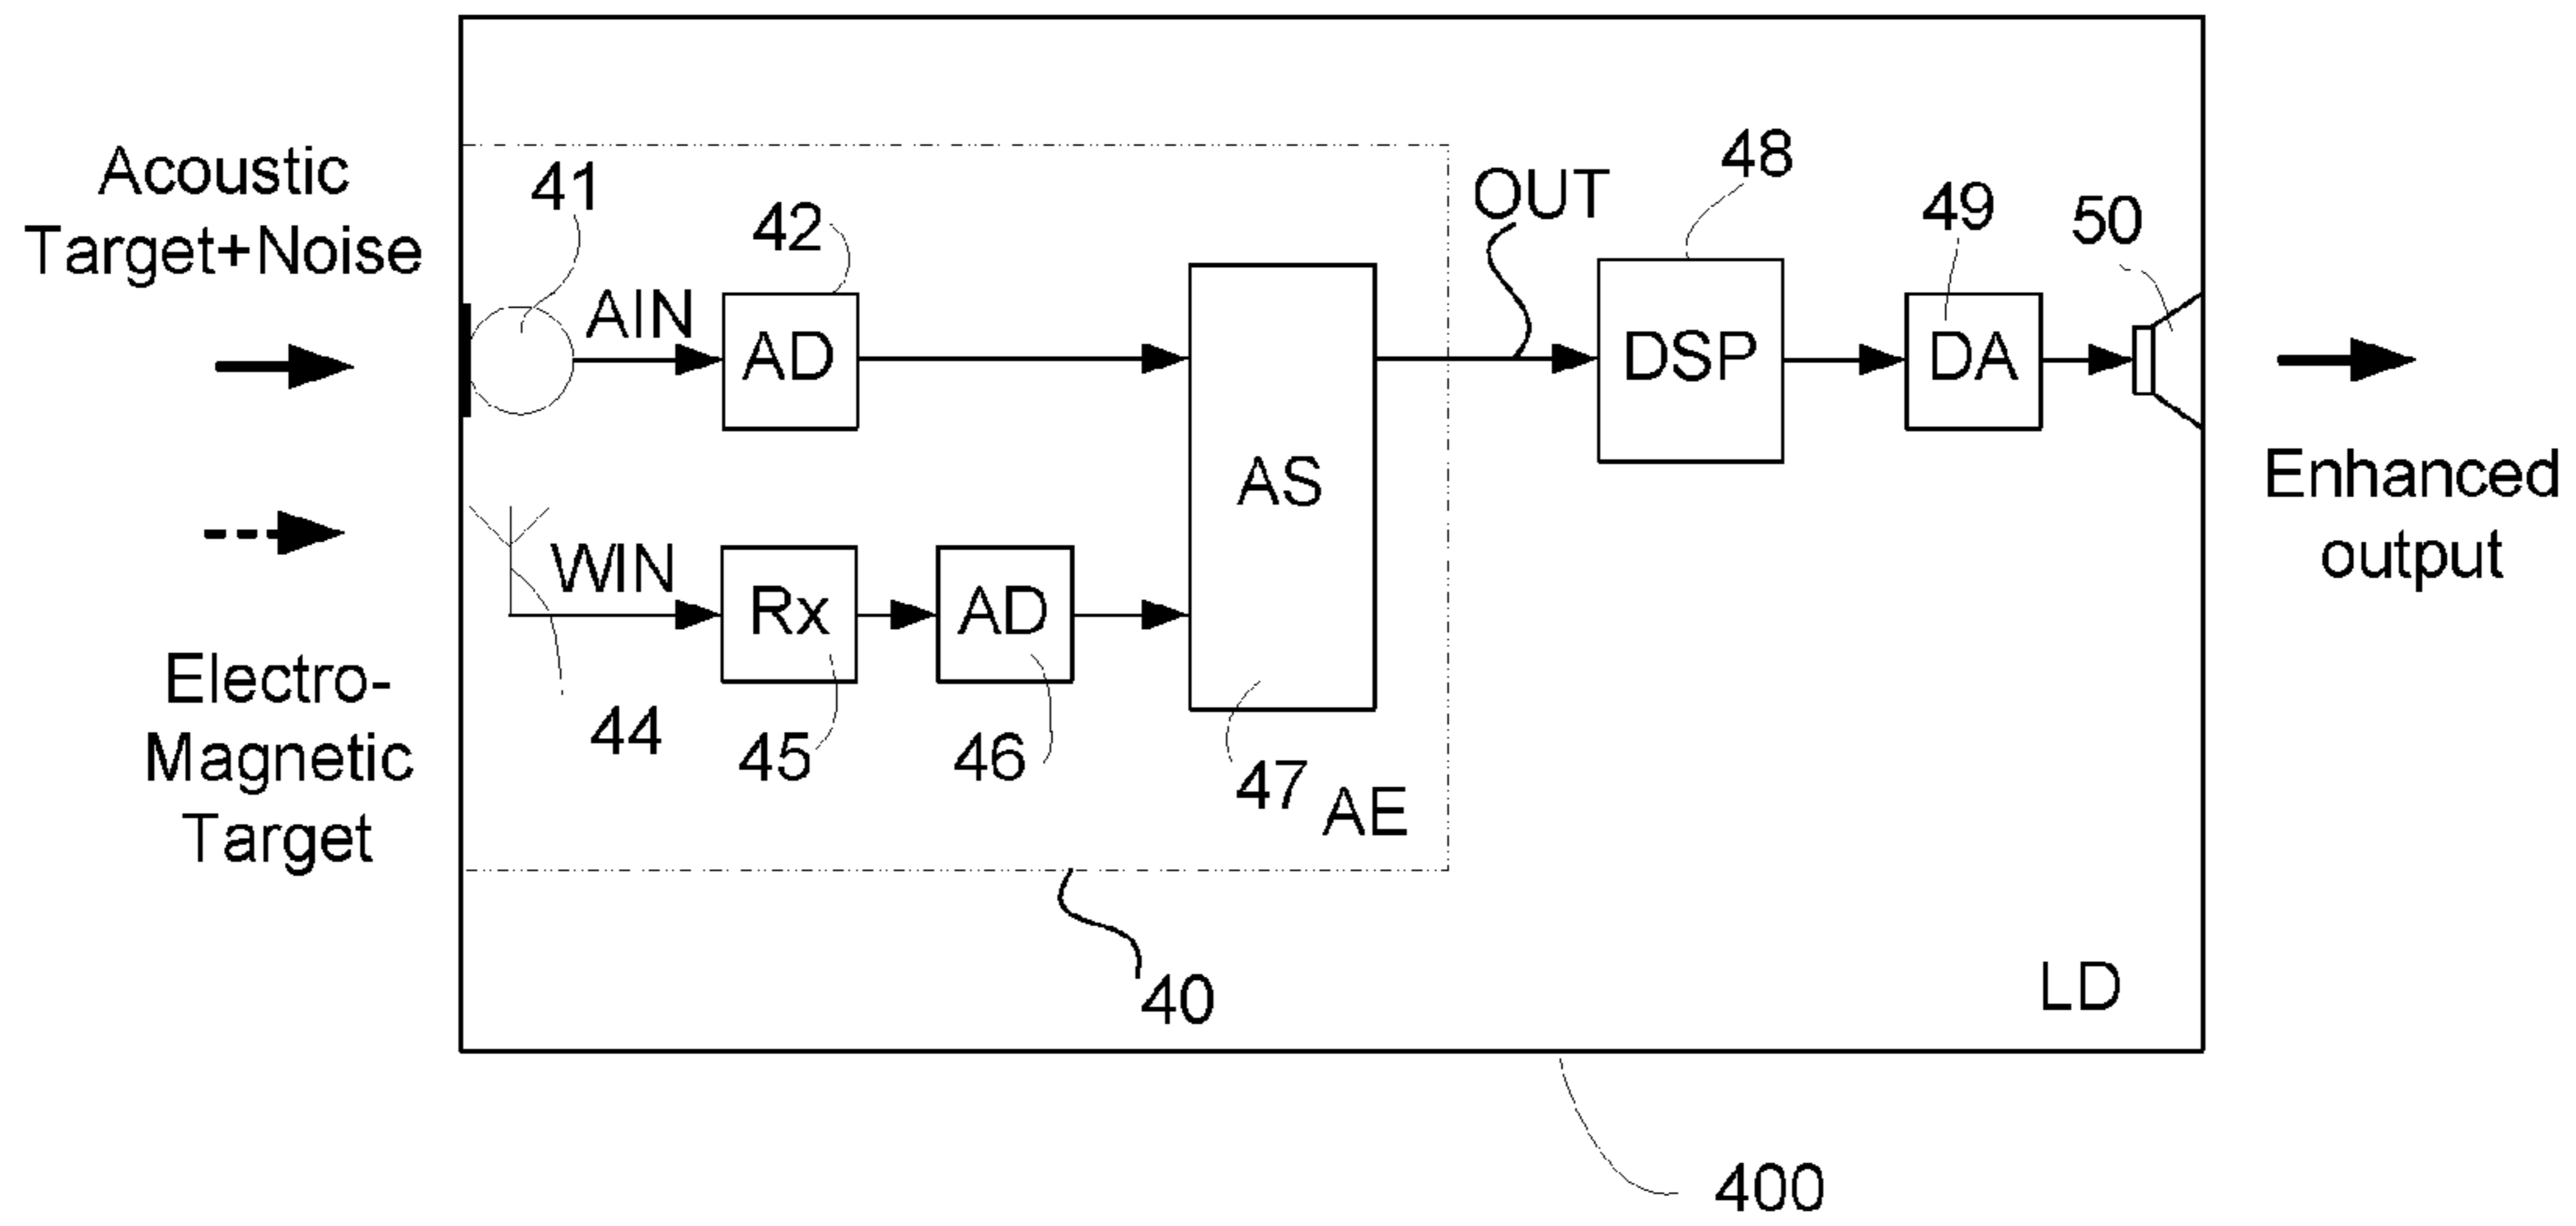 Acoustic
Target+Noise
41
42
AIN
AD
OUT
48
49
50
DSP
DA
AS
Enhanced
output
WIN
Rx
AD
Electro-
Magnetic
Target
44
45
46
47
AE
40
LD
400